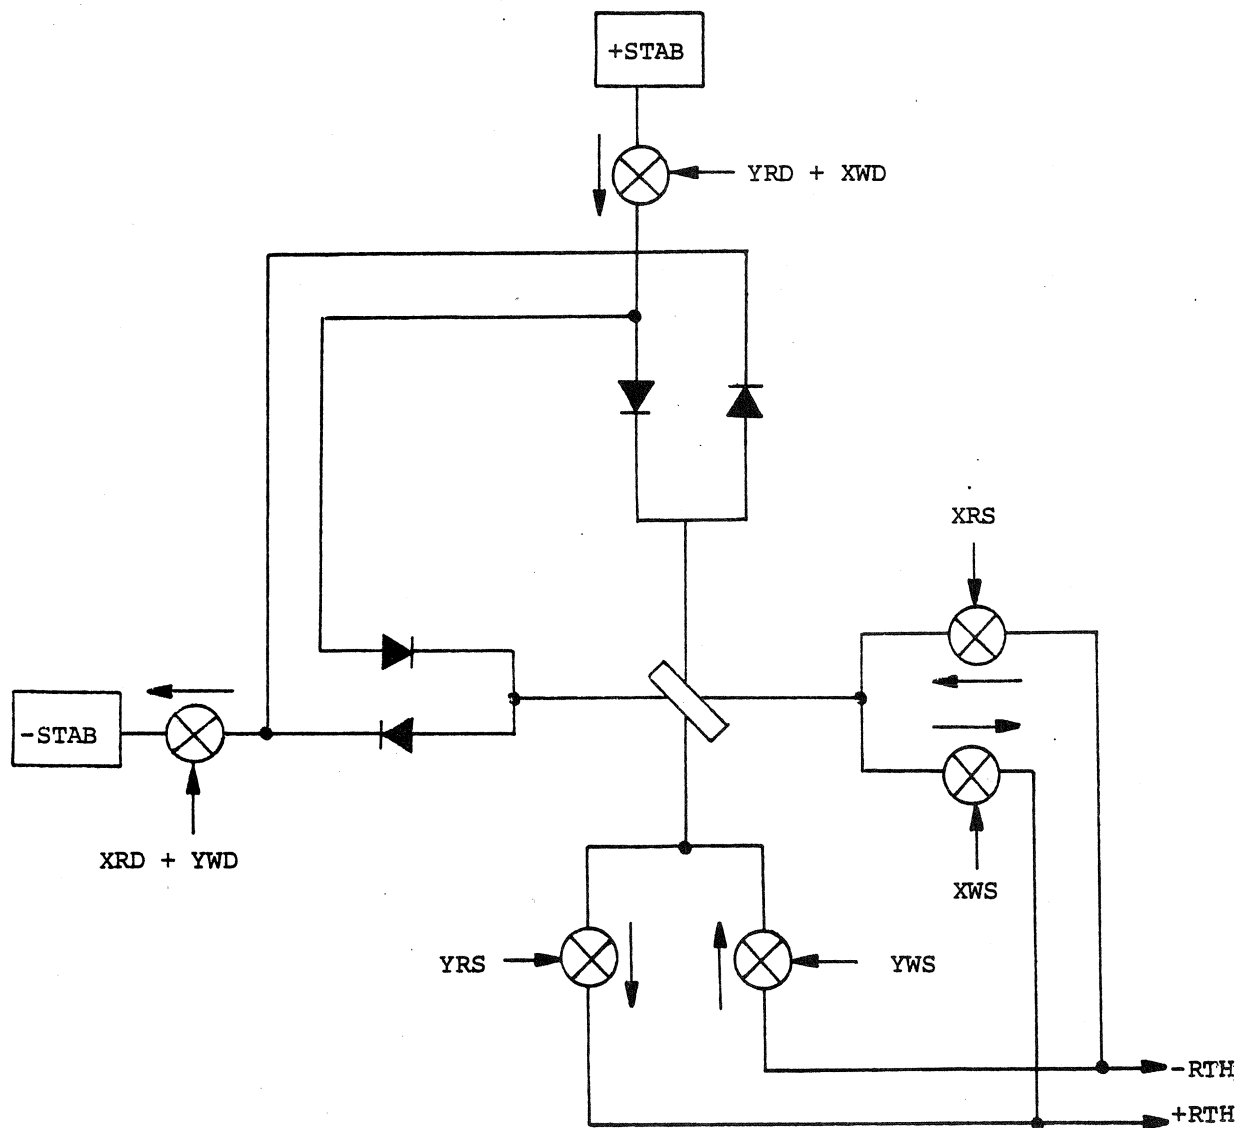 +STAB
YRD + XWD
XRS
-STAB
XRD + YWD
XWS
YRS
YWS
-RTH
+RTH